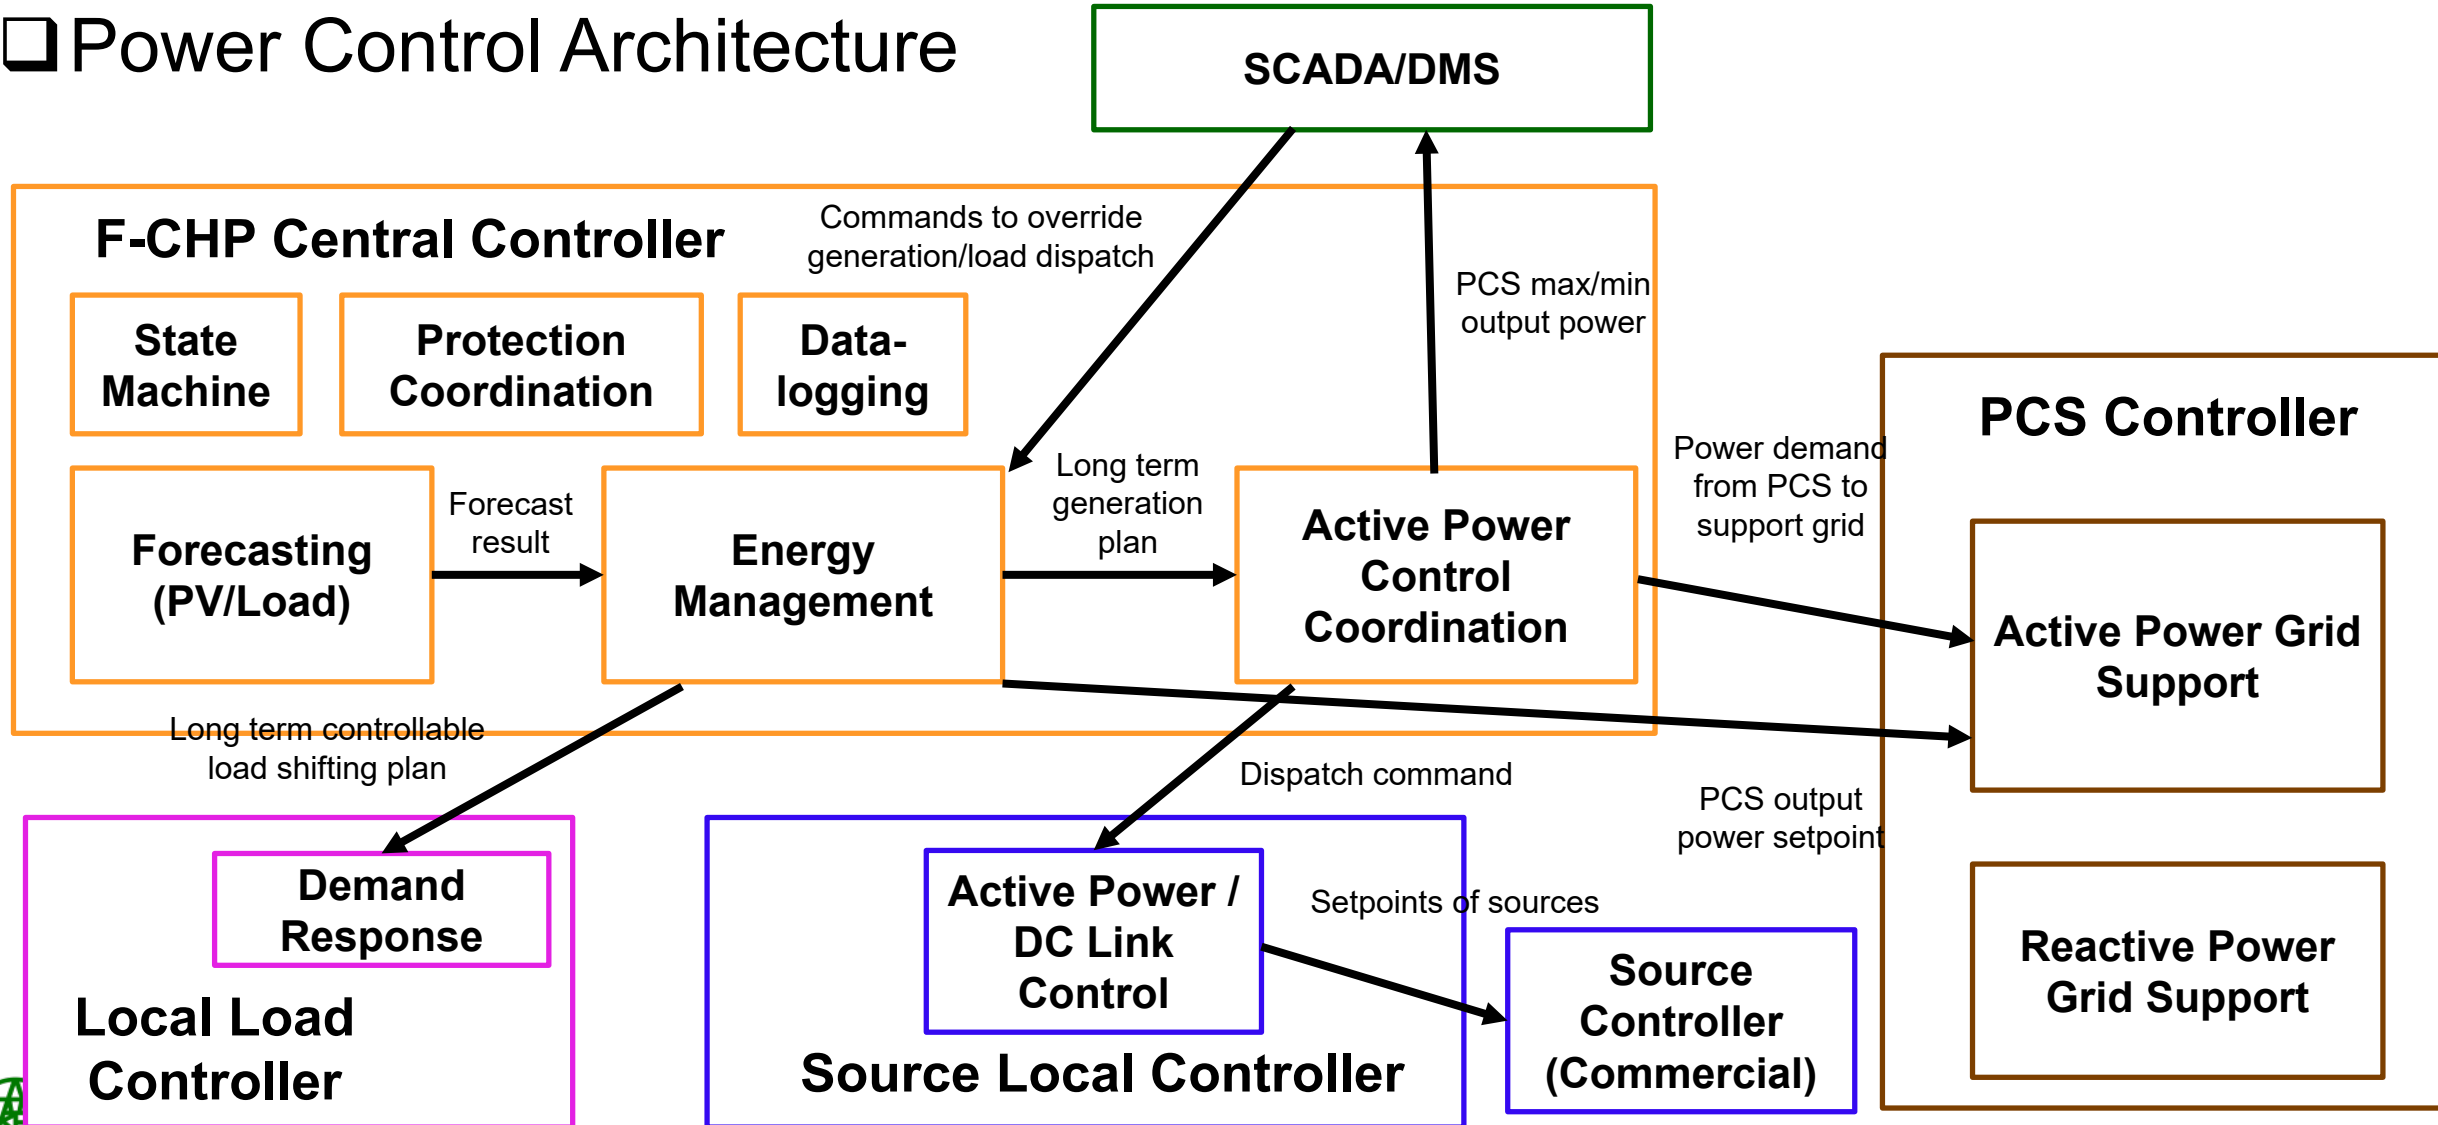 Power Control Architecture
SCADA/DMS
F-CHP Central Controller
Commands to override
generation/load dispatch
PCS max/min
output power
State
Machine
Protection
Coordination
Data-
logging
PCS Controller
Power demand
from PCS to
support grid
Forecasting
(PV/Load)
Forecast
result
Energy
Management
Long term
generation
plan
Active Power
Control
Coordination
Active Power Grid
Support
Long term controllable
load shifting plan
Dispatch command
PCS output
power setpoint
Demand
Response
Local Load
Controller
Active Power /
DC Link
Control
Setpoints of sources
Source Local Controller
Source
Controller
(Commercial)
Reactive Power
Grid Support